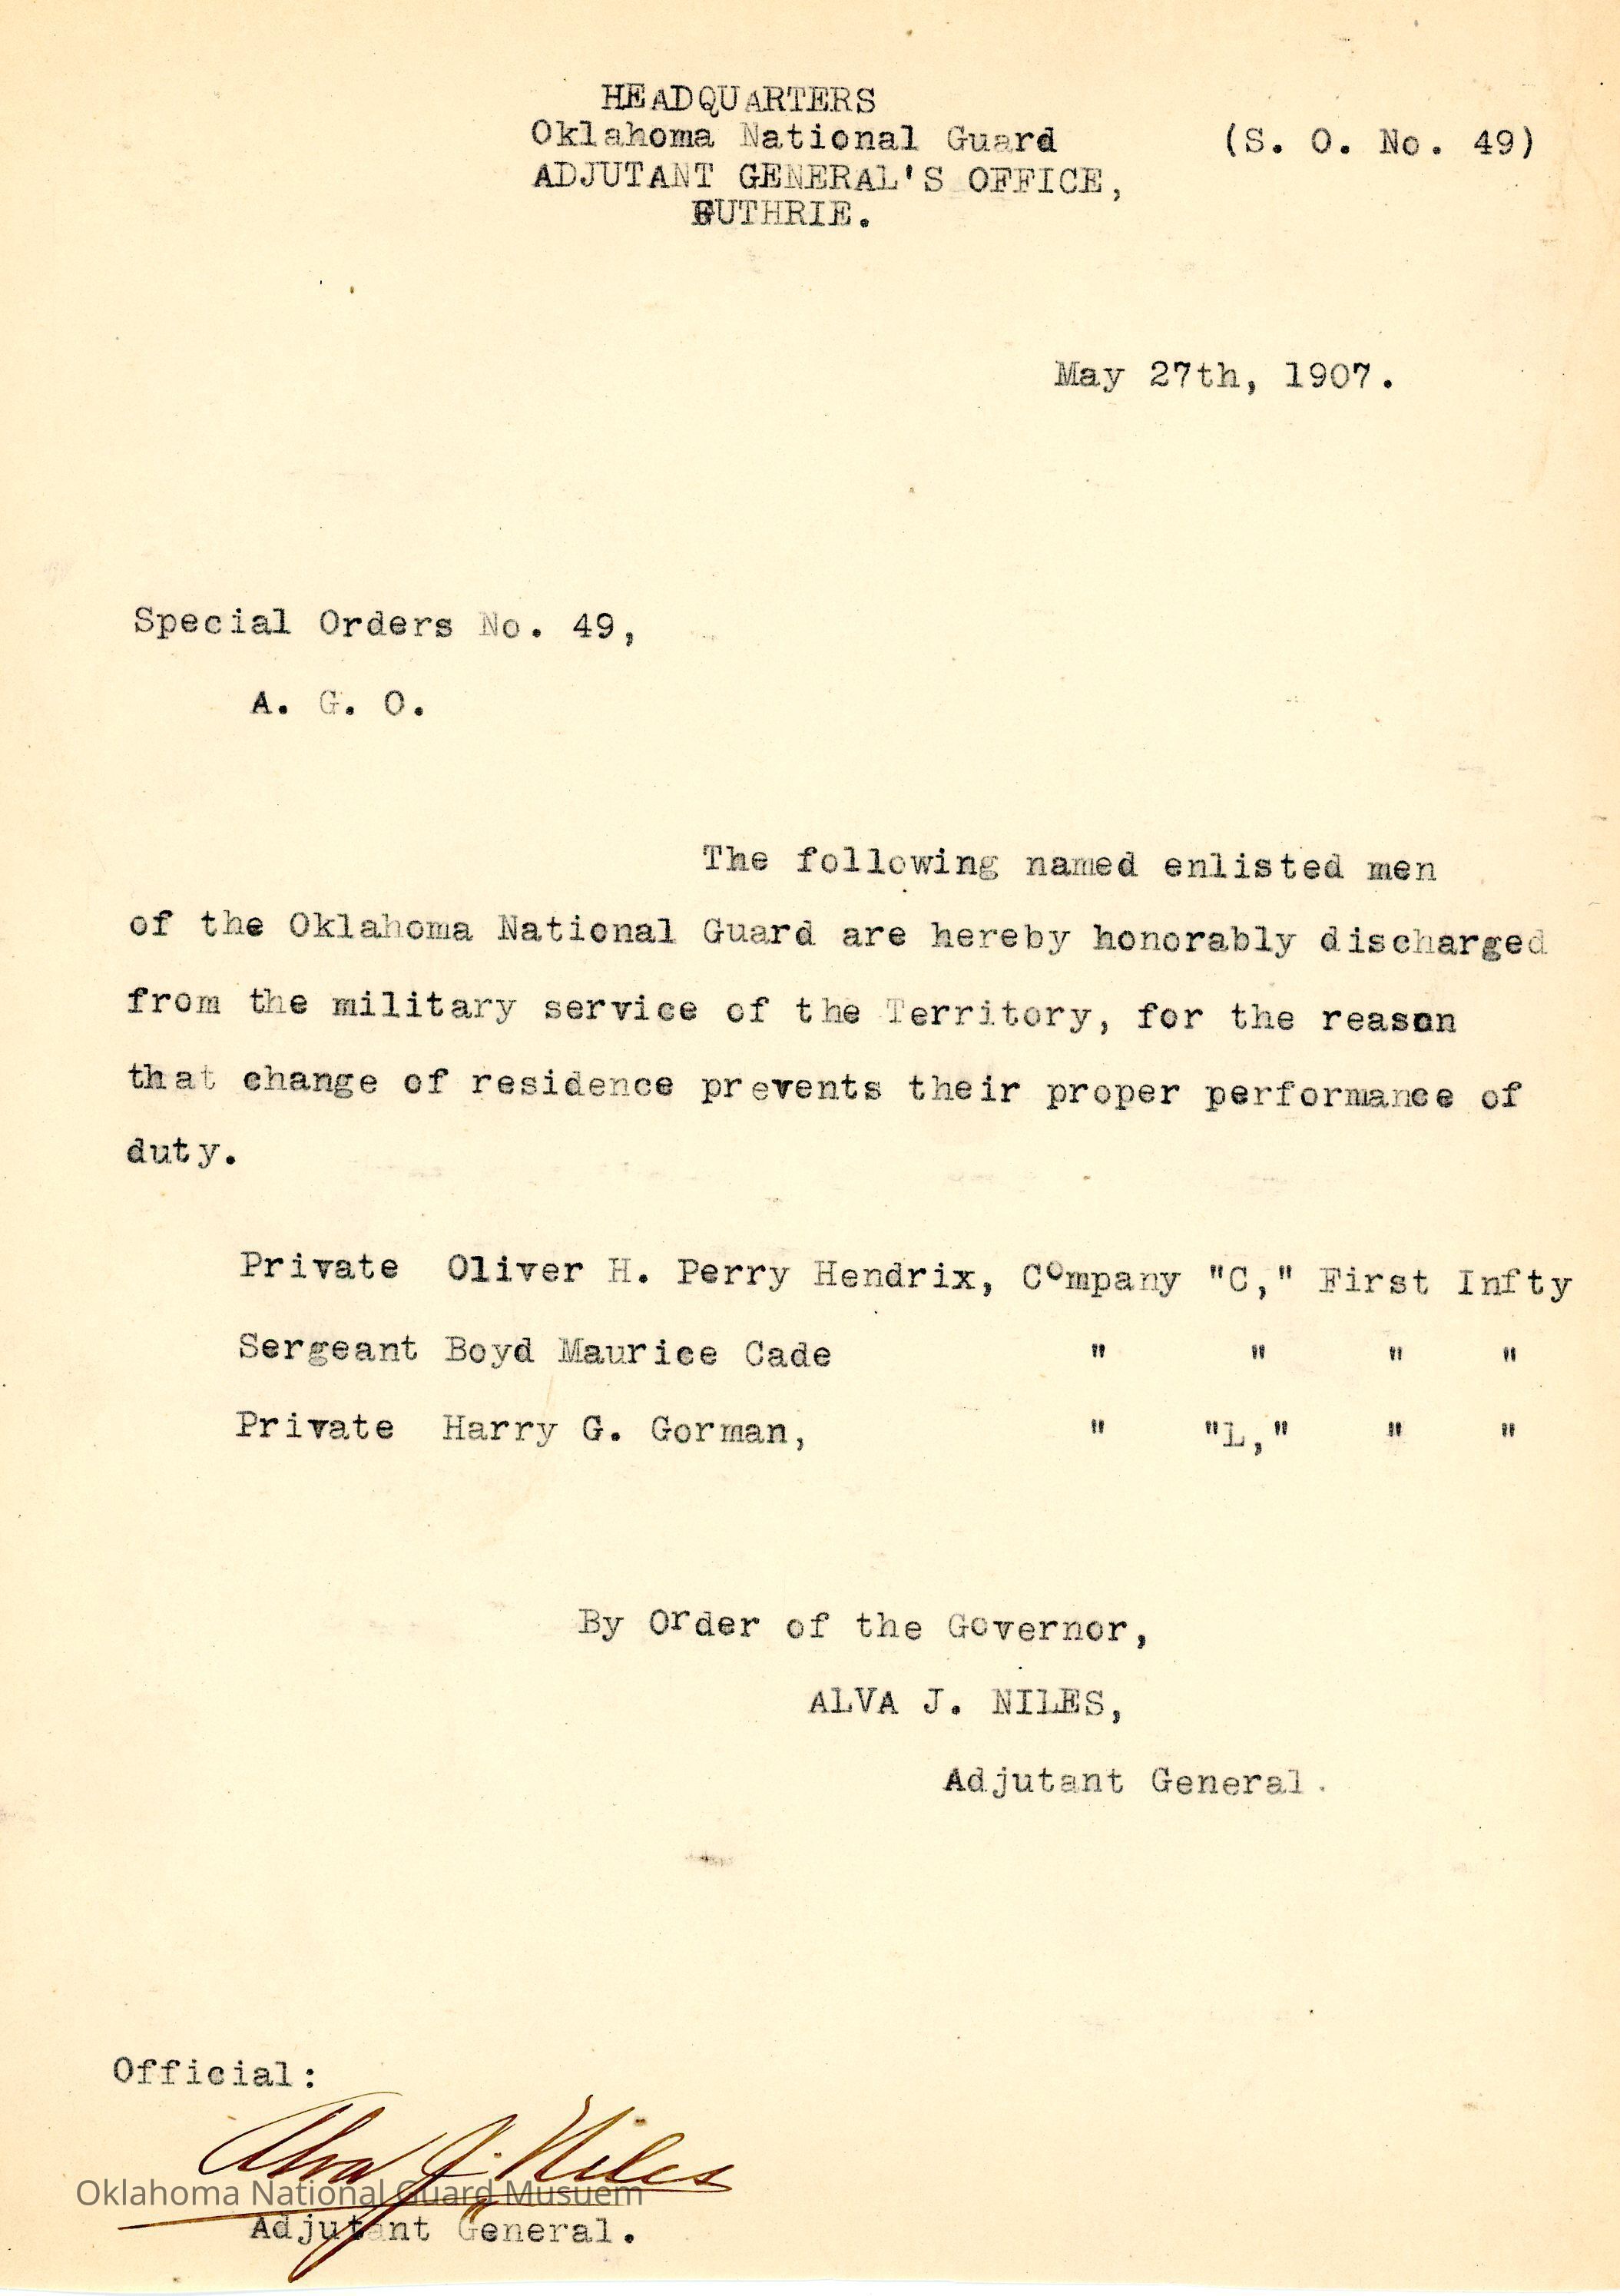 HEADQUARTERS
Oklahoma National Guard (S. O. No. 49)
ADJUTANT GENERAL'S OFFICE,
GUTHRIE.
May 27th, 1907.
Special Orders No. 49,
A. G. O.
The following named enlisted men
of the Oklahoma National Guard are hereby honorably discharged
from the military service of the Territory, for the reason
that change of residence prevents their proper performance of
duty.
Private Oliver H. Perry Hendrix, Company "C," First Infty
Sergeant Boyd Maurice Cade " " " "
Private Harry G. Gorman, " "L," " "
By Order of the Governor,
ALVA J. NILES,
Adjutant General.
Official:
Alva J. Niles
Oklahoma National Guard Musuem
Adjutant General.